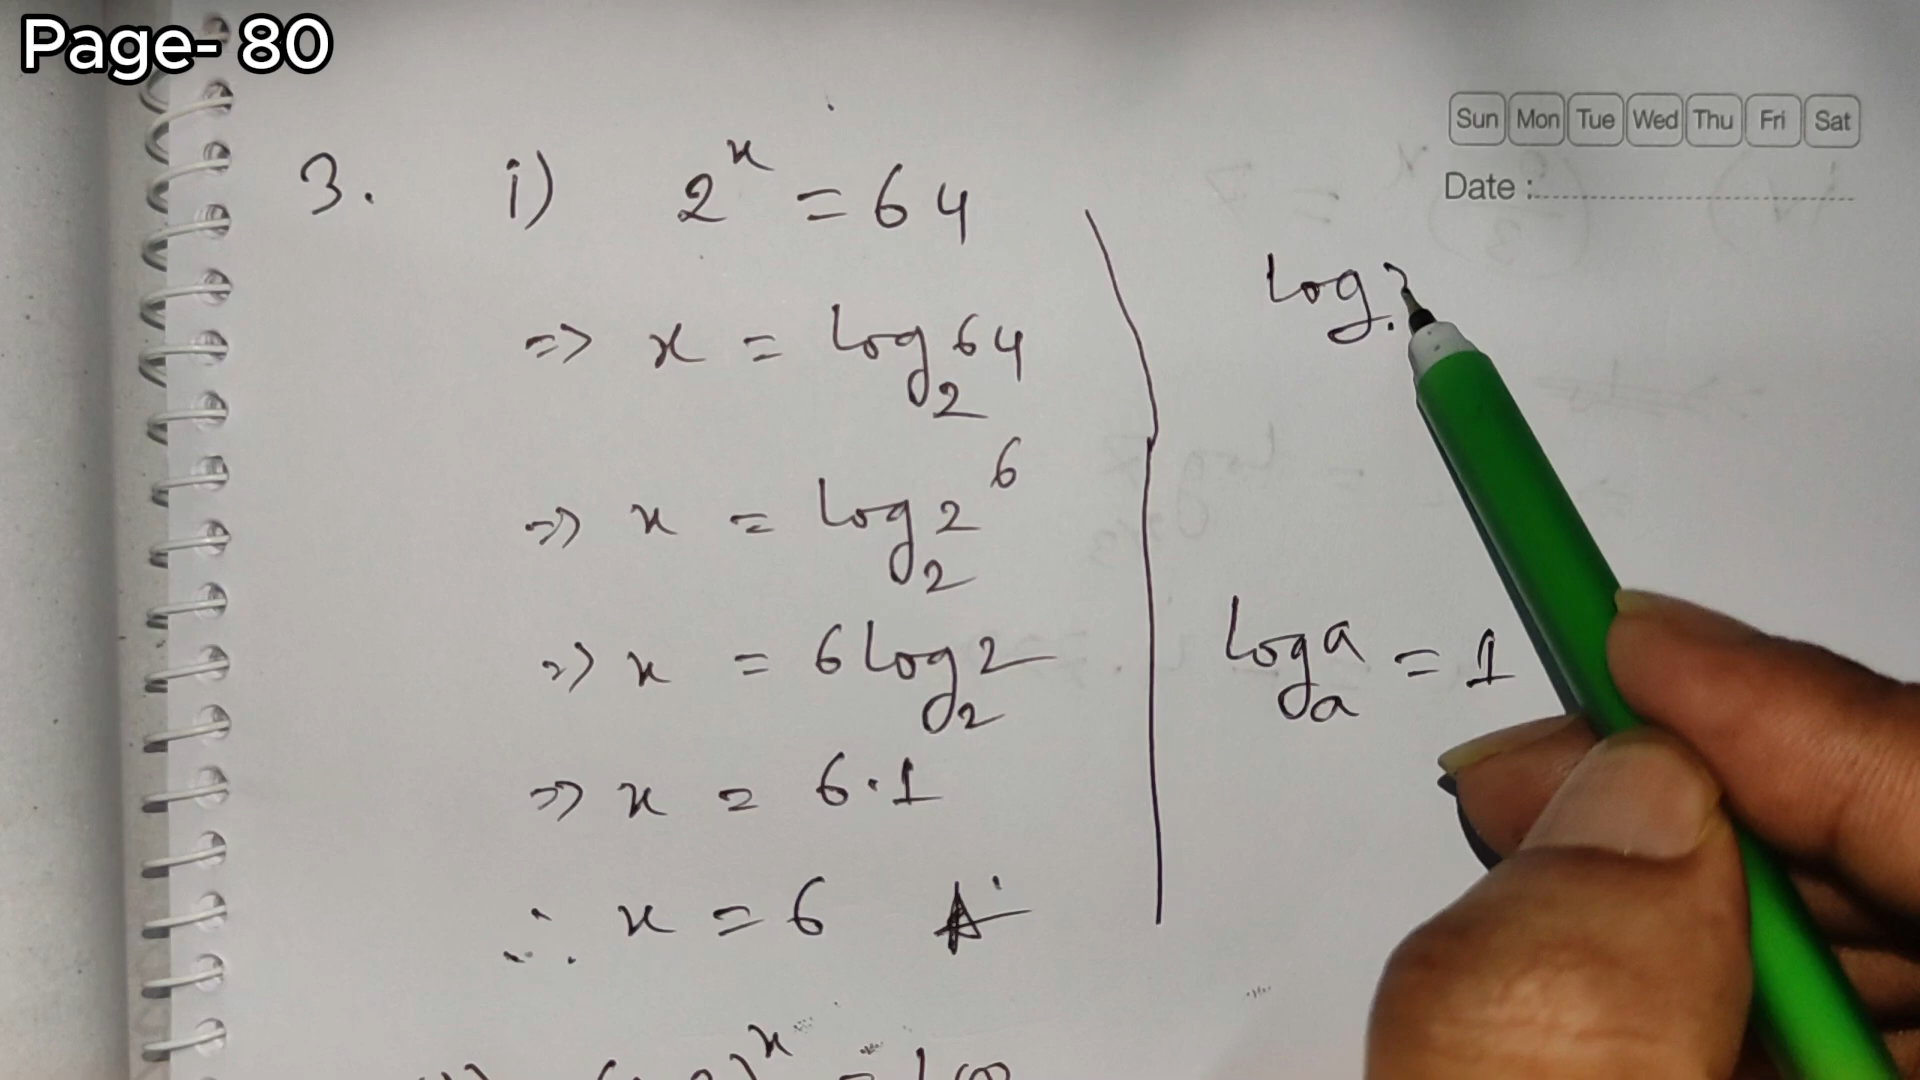 Page- 80
Sun Mon Tue Wed Thu Fri Sat
Date :
3. i) 2^x = 64
=> x = log_2 64
=> x = log_2 2^6
=> x = 6 log_2 2
=> x = 6·1
∴ x = 6
log
log_a a = 1